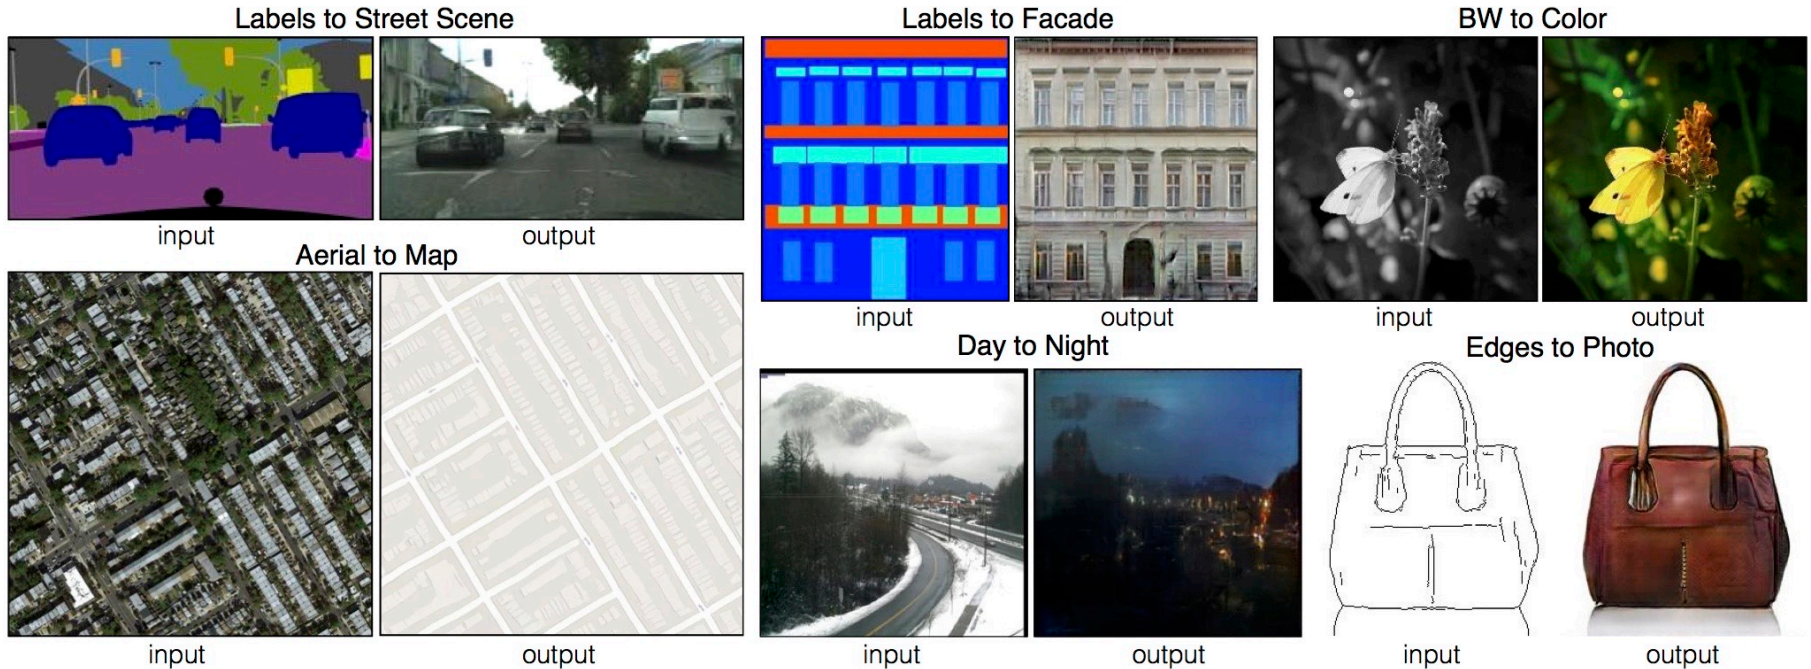 Labels to Street Scene
input
output
Aerial to Map
input
output
Labels to Facade
input
output
BW to Color
input
output
Day to Night
input
output
Edges to Photo
input
output